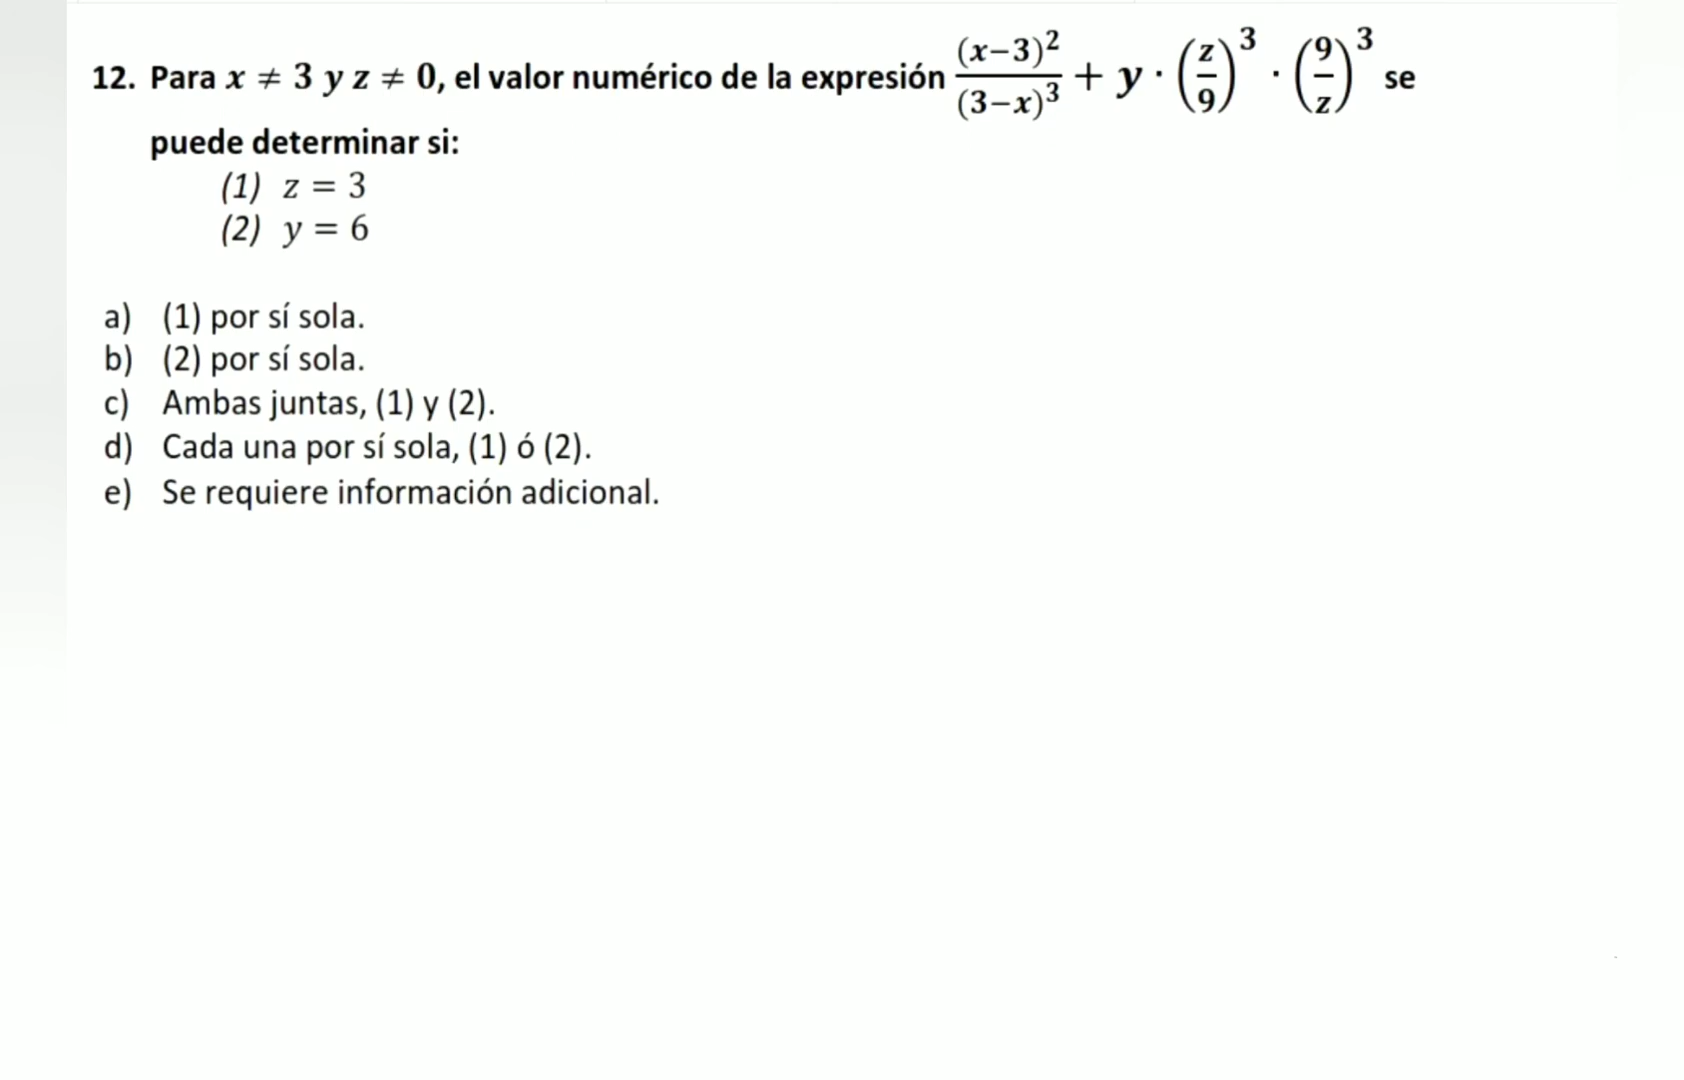 12. Para x ≠ 3 y z ≠ 0, el valor numérico de la expresión (x−3)²/(3−x)³ + y · (z/9)³ · (9/z)³ se
puede determinar si:
(1) z = 3
(2) y = 6
a) (1) por sí sola.
b) (2) por sí sola.
c) Ambas juntas, (1) y (2).
d) Cada una por sí sola, (1) ó (2).
e) Se requiere información adicional.